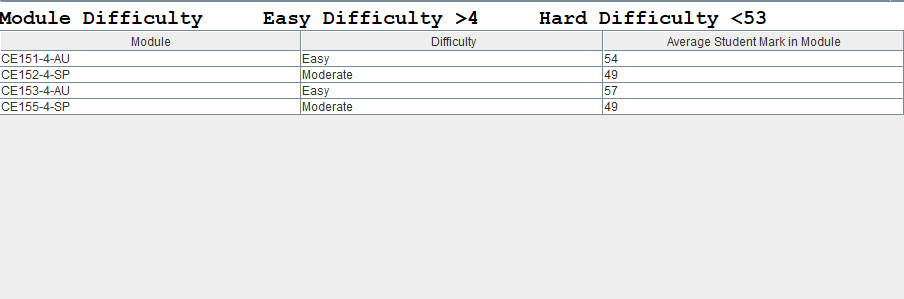 Module Difficulty Easy Difficulty >4 Hard Difficulty <53
Module Difficulty Average Student Mark in Module
CE151-4-AU Easy 54
CE152-4-SP Moderate 49
CE153-4-AU Easy 57
CE155-4-SP Moderate 49